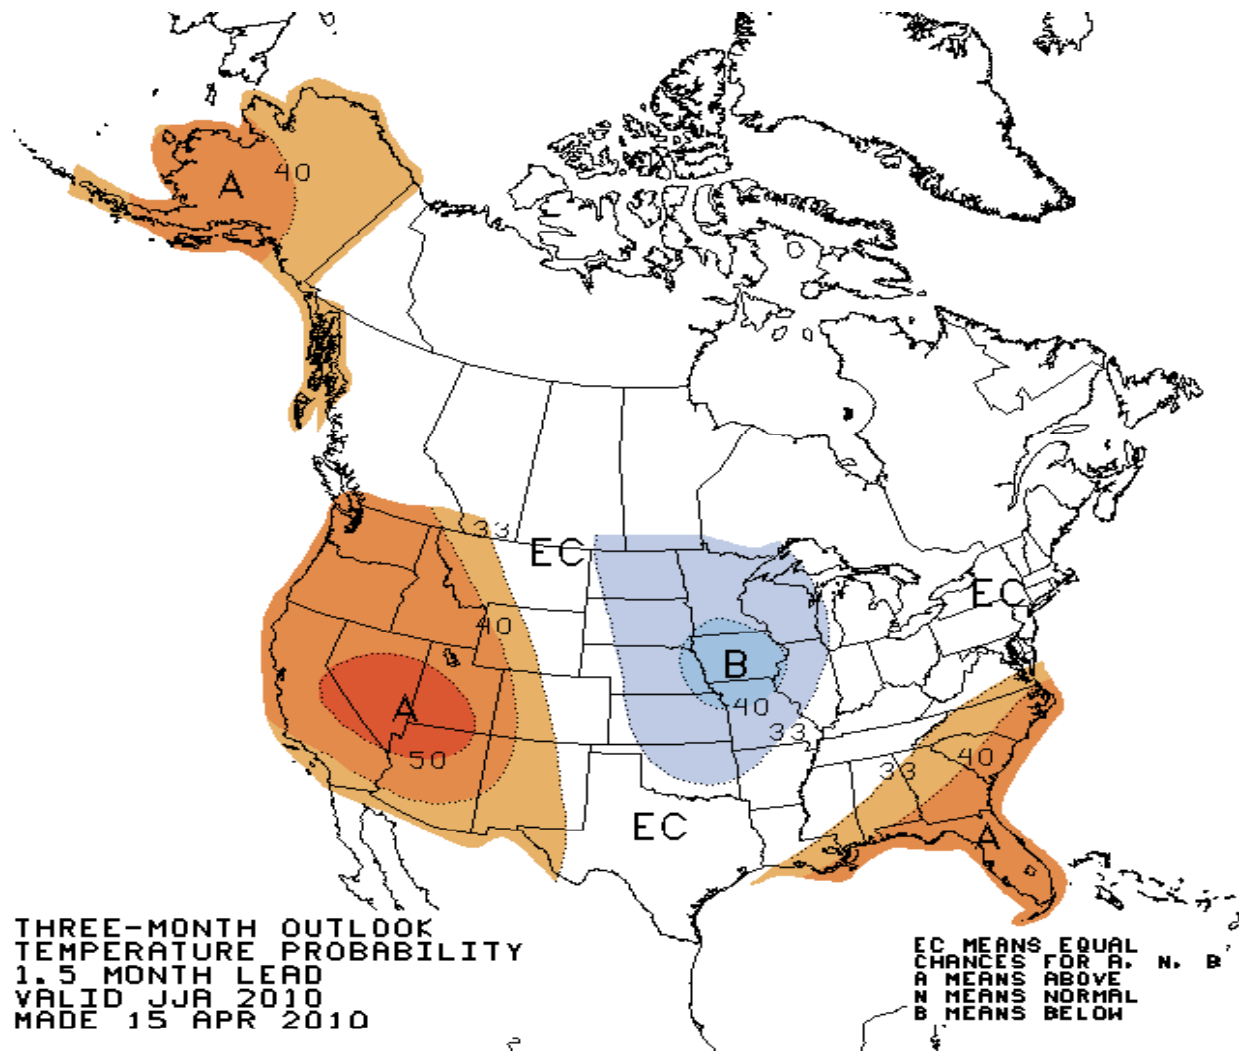 A
40
33
EC
40
A
50
B
40
33
EC
EC
33
40
A
THREE-MONTH OUTLOOK
TEMPERATURE PROBABILITY
1.5 MONTH LEAD
VALID JJA 2010
MADE 15 APR 2010
EC MEANS EQUAL
CHANCES FOR A, N, B
A MEANS ABOVE
N MEANS NORMAL
B MEANS BELOW